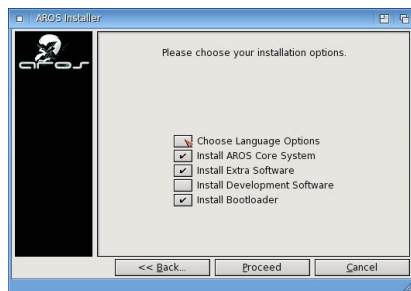 AROS Installer
aros
Please choose your installation options.
Choose Language Options
Install AROS Core System
Install Extra Software
Install Development Software
Install Bootloader
<< Back...
Proceed
Cancel